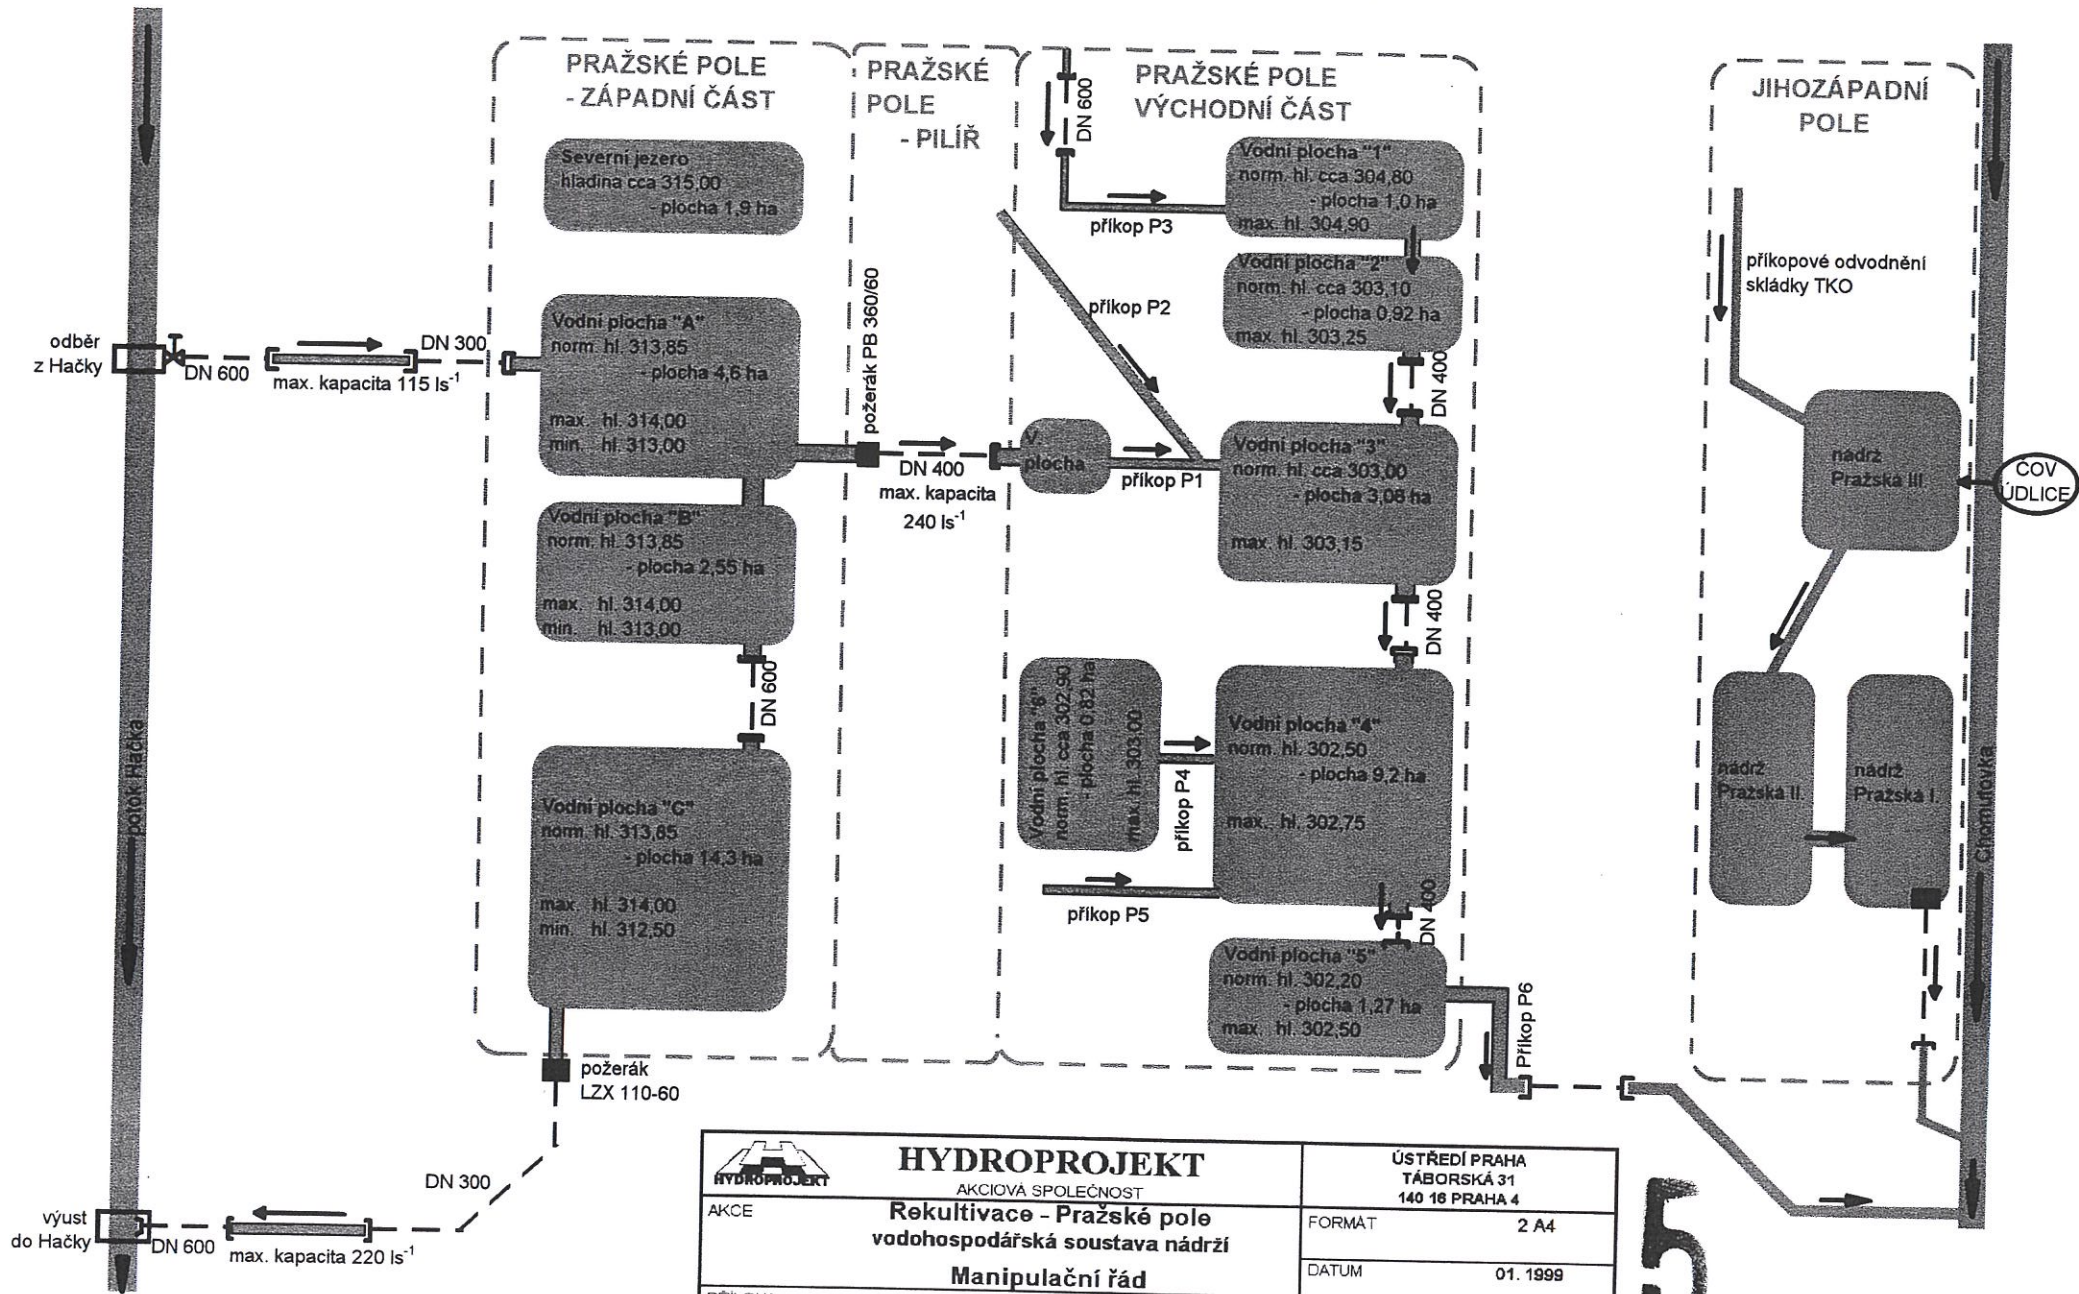 PRAŽSKÉ POLE
- ZÁPADNÍ ČÁST
PRAŽSKÉ
POLE
- PILÍŘ
PRAŽSKÉ POLE
VÝCHODNÍ ČÁST
JIHOZÁPADNÍ
POLE
Severní jezero
hladina cca 315,00
- plocha 1,9 ha
DN 600
Vodní plocha "1"
norm. hl. cca 304,80
- plocha 1,0 ha
max. hl. 304,90
příkop P3
Vodní plocha "2"
norm. hl. cca 303,10
- plocha 0,92 ha
max. hl. 303,25
příkop P2
příkopové odvodnění
skládky TKO
odběr
z Hačky
DN 600
max. kapacita 115 ls⁻¹
DN 300
Vodní plocha "A"
norm. hl. 313,85
- plocha 4,6 ha
max. hl. 314,00
min. hl. 313,00
požerák PB 360/60
DN 400
max. kapacita
240 ls⁻¹
V.
plocha
příkop P1
DN 400
Vodní plocha "3"
norm. hl. cca 303,00
- plocha 3,08 ha
max. hl. 303,15
nádrž
Pražská III
ČOV
ÚDLICE
Vodní plocha "B"
norm. hl. 313,85
- plocha 2,55 ha
max. hl. 314,00
min. hl. 313,00
DN 600
DN 400
Vodní plocha "6"
norm. hl. cca 302,90
- plocha 0,82 ha
max. hl. 303,00
příkop P4
Vodní plocha "4"
norm. hl. 302,50
- plocha 9,2 ha
max. hl. 302,75
příkop P5
DN 400
nádrž
Pražská II.
nádrž
Pražská I.
potok Hačka
Chomutovka
Vodní plocha "C"
norm. hl. 313,85
- plocha 14,3 ha
max. hl. 314,00
min. hl. 312,50
Vodní plocha "5"
norm. hl. 302,20
- plocha 1,27 ha
max. hl. 302,50
Příkop P6
požerák
LZX 110-60
DN 300
výust
do Hačky
DN 600
max. kapacita 220 ls⁻¹
HYDROPROJEKT
HYDROPROJEKT
AKCIOVÁ SPOLEČNOST
ÚSTŘEDÍ PRAHA
TÁBORSKÁ 31
140 16 PRAHA 4
AKCE
Rekultivace - Pražské pole
vodohospodářská soustava nádrží
Manipulační řád
FORMÁT 2 A4
DATUM 01. 1999
5